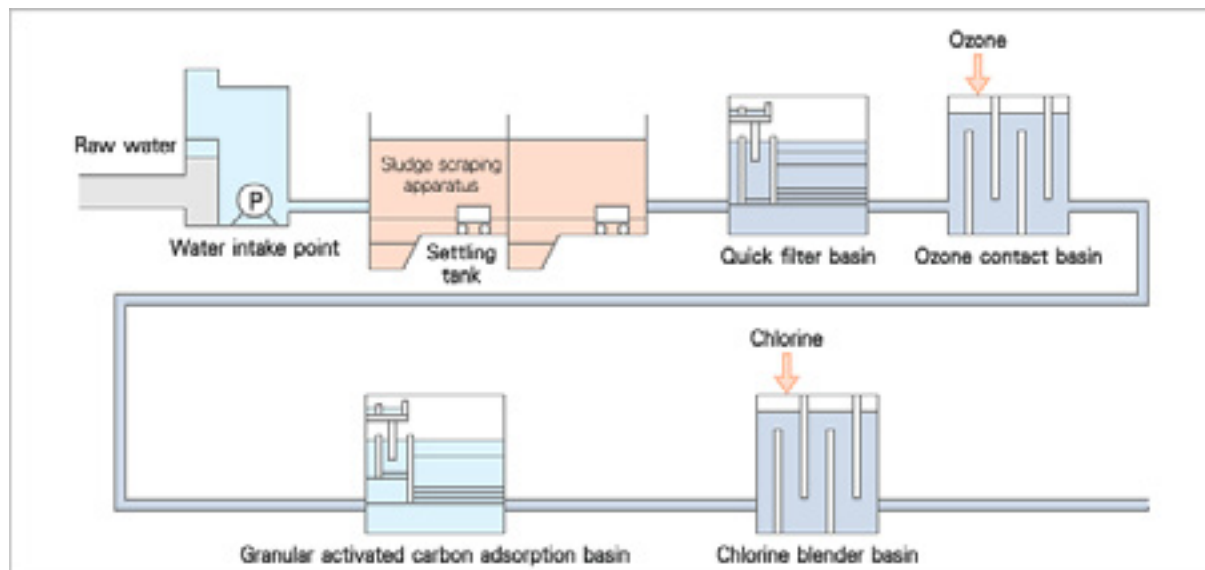 Ozone
Raw water
Sludge scraping
apparatus
P
Water intake point
Settling
tank
Quick filter basin
Ozone contact basin
Chlorine
Granular activated carbon adsorption basin
Chlorine blender basin